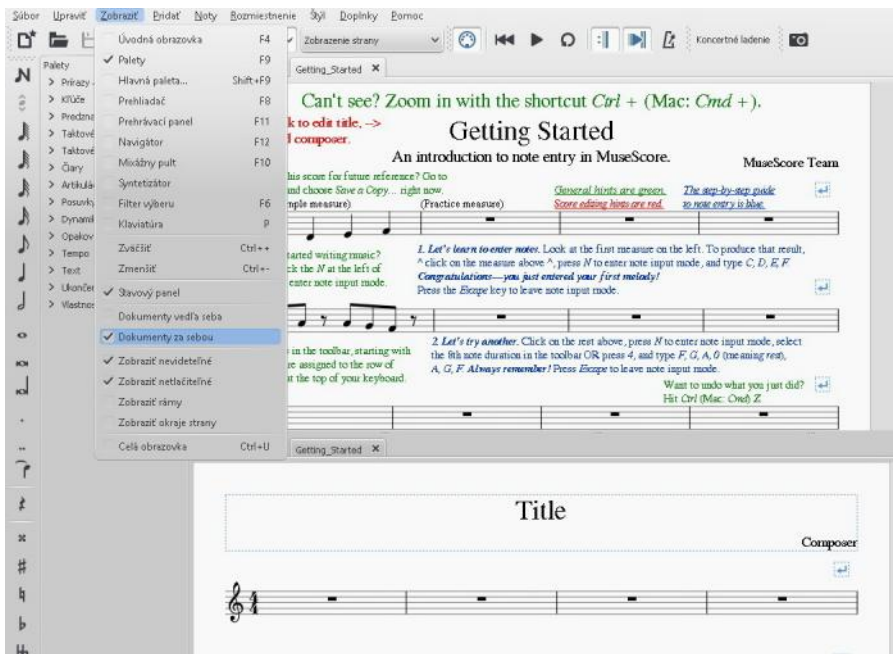 Súbor Upraviť Zobraziť Pridať Noty Rozmiestnenie Štýl Doplnky Pomoc
Zobrazenie strany
Koncertné ladenie
Úvodná obrazovka F4
Palety F9
Hlavná paleta... Shift+F9
Prehliadač F8
Prehrávací panel F11
Navigátor F12
Mixážny pult F10
Syntetizátor
Filter výberu F6
Klaviatúra P
Zväčšiť Ctrl++
Zmenšiť Ctrl+-
Stavový panel
Dokumenty vedľa seba
Dokumenty za sebou
Zobraziť neviditeľné
Zobraziť netlačiteľné
Zobraziť rámy
Zobraziť okraje strany
Celá obrazovka Ctrl+U
Palety
Prírazy
Kľúče
Predzna
Taktové
Taktové
Čiary
Artikulá
Posuvky
Dynami
Opakov
Tempo
Text
Ukončen
Vlastnos
Getting_Started
Can't see? Zoom in with the shortcut Ctrl + (Mac: Cmd +).
k to edit title, -->
composer.
Getting Started
An introduction to note entry in MuseScore.
MuseScore Team
his score for future reference? Go to
and choose Save a Copy... right now.
mple measure)
(Practice measure)
General hints are green.
Score editing hints are red.
The step-by-step guide
to note entry is blue.
tarted writing music?
ck the N at the left of
enter note input mode.
1. Let's learn to enter notes. Look at the first measure on the left. To produce that result,
^ click on the measure above ^, press N to enter note input mode, and type C, D, E, F.
Congratulations—you just entered your first melody!
Press the Escape key to leave note input mode.
s in the toolbar, starting with
re assigned to the row of
at the top of your keyboard.
2. Let's try another. Click on the rest above, press N to enter note input mode, select
the 8th note duration in the toolbar OR press 4, and type F, G, A, 0 (meaning rest),
A, G, F. Always remember! Press Escape to leave note input mode.
Want to undo what you just did?
Hit Ctrl (Mac: Cmd) Z
Getting_Started
Title
Composer